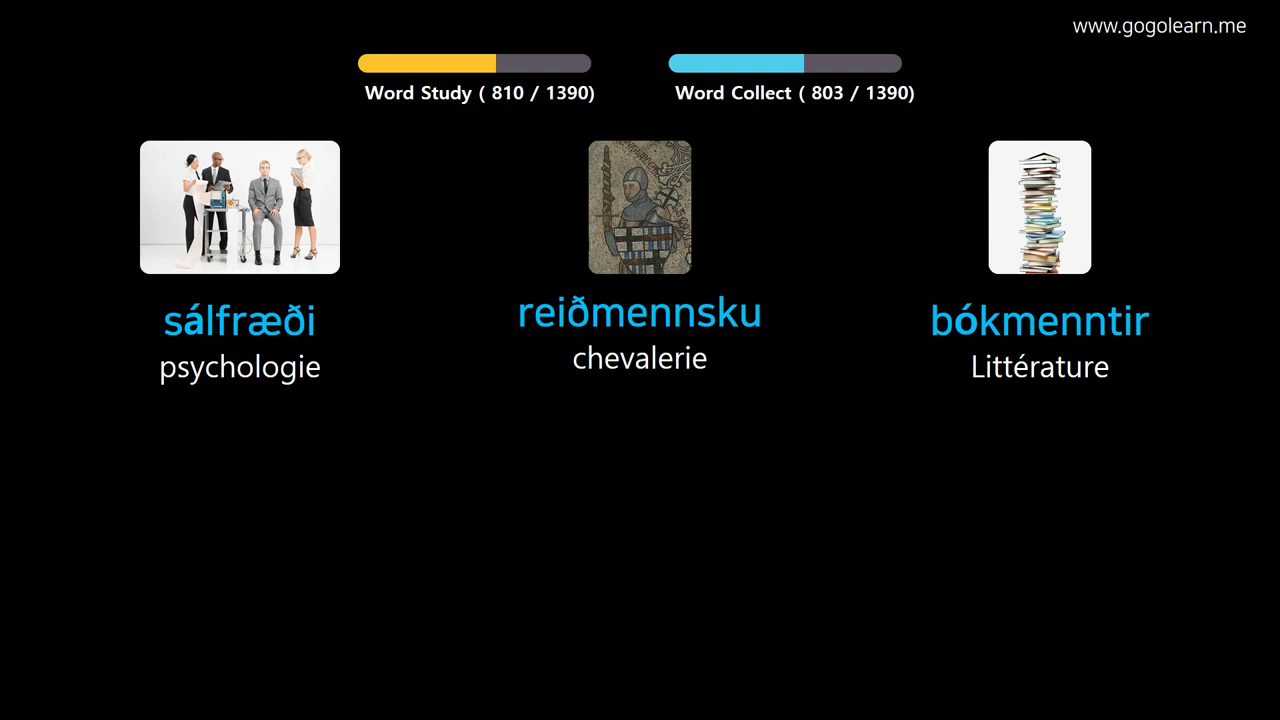 www.gogolearn.me
Word Study ( 810 / 1390)
Word Collect ( 803 / 1390)
sálfræði
psychologie
reiðmennsku
chevalerie
bókmenntir
Littérature